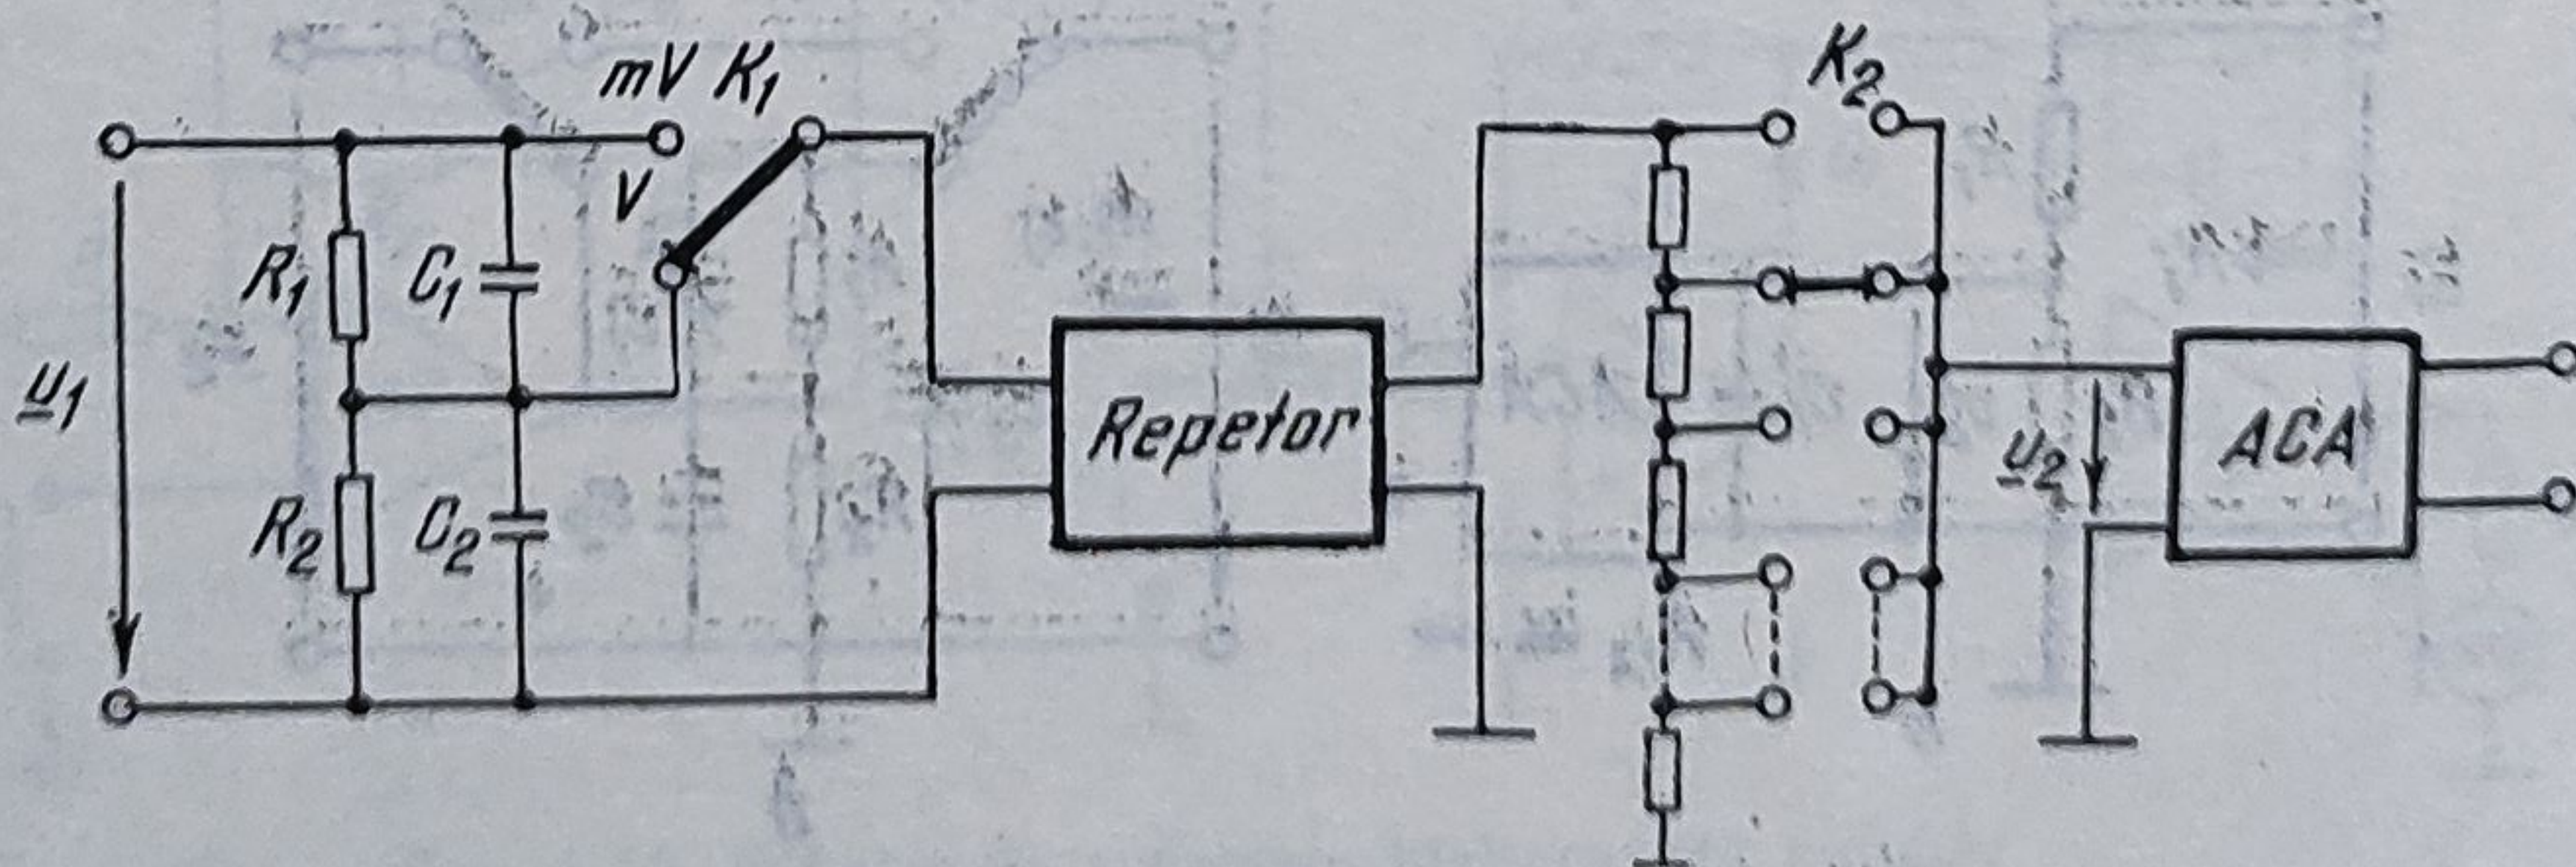 mV K₁
V
K₂
R₁
C₁
u₁
Repetor
R₂
C₂
u₂
ACA